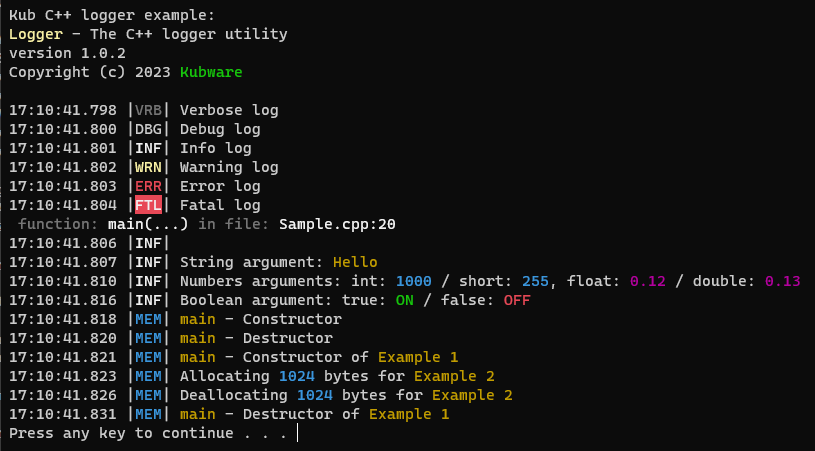 Kub C++ logger example:
Logger - The C++ logger utility
version 1.0.2
Copyright (c) 2023 Kubware
17:10:41.798 |VRB| Verbose log
17:10:41.800 |DBG| Debug log
17:10:41.801 |INF| Info log
17:10:41.802 |WRN| Warning log
17:10:41.803 |ERR| Error log
17:10:41.804 |FTL| Fatal log
function: main(...) in file: Sample.cpp:20
17:10:41.806 |INF|
17:10:41.807 |INF| String argument: Hello
17:10:41.810 |INF| Numbers arguments: int: 1000 / short: 255, float: 0.12 / double: 0.13
17:10:41.816 |INF| Boolean argument: true: ON / false: OFF
17:10:41.818 |MEM| main - Constructor
17:10:41.820 |MEM| main - Destructor
17:10:41.821 |MEM| main - Constructor of Example 1
17:10:41.823 |MEM| Allocating 1024 bytes for Example 2
17:10:41.826 |MEM| Deallocating 1024 bytes for Example 2
17:10:41.831 |MEM| main - Destructor of Example 1
Press any key to continue . . .